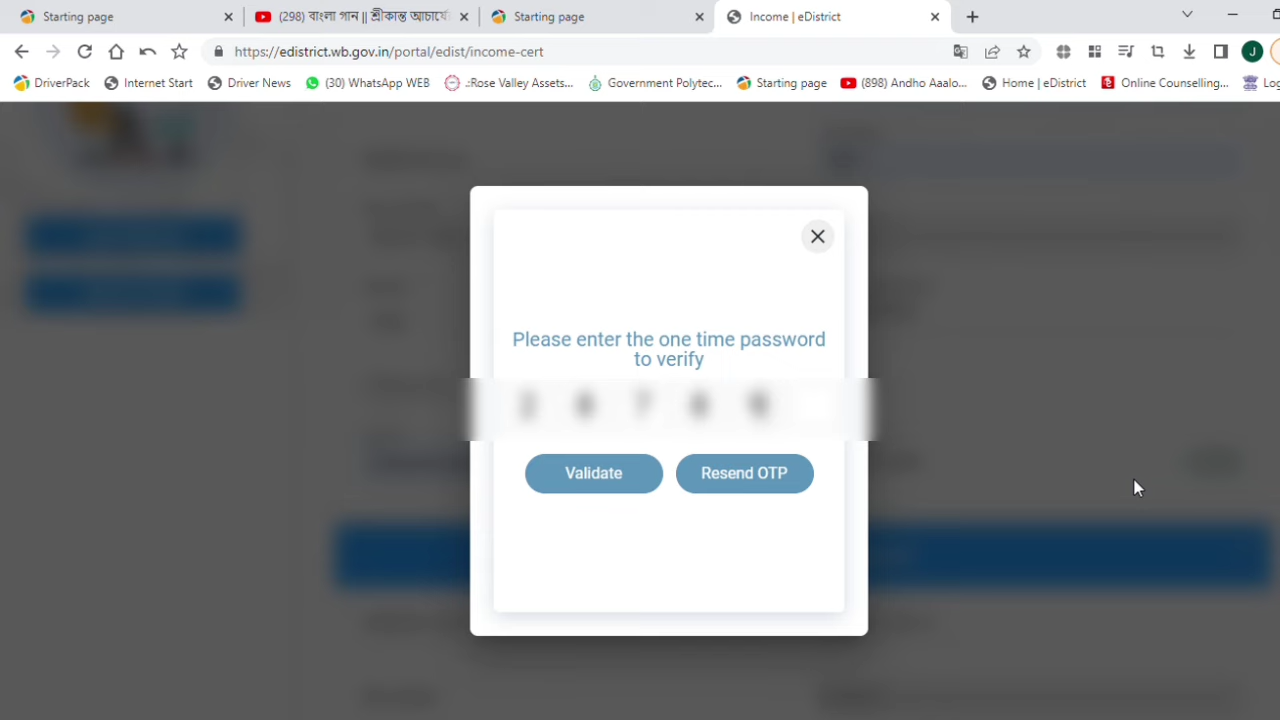 Starting page
(298) বাংলা গান || শ্রীকান্ত আচার্যে
Starting page
Income | eDistrict
https://edistrict.wb.gov.in/portal/edist/income-cert
J
DriverPack
Internet Start
Driver News
(30) WhatsApp WEB
.:Rose Valley Assets...
Government Polytec...
Starting page
(898) Andho Aaalo...
Home | eDistrict
Online Counselling...
Log
Please enter the one time password
to verify
Validate
Resend OTP